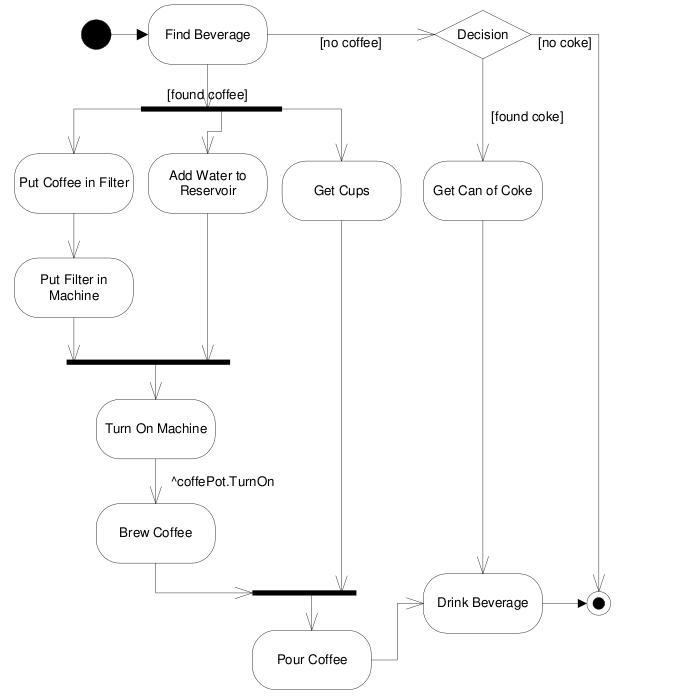 Find Beverage
Decision
[no coffee]
[no coke]
[found coffee]
[found coke]
Put Coffee in Filter
Add Water to
Reservoir
Get Cups
Get Can of Coke
Put Filter in
Machine
Turn On Machine
^coffePot.TurnOn
Brew Coffee
Drink Beverage
Pour Coffee